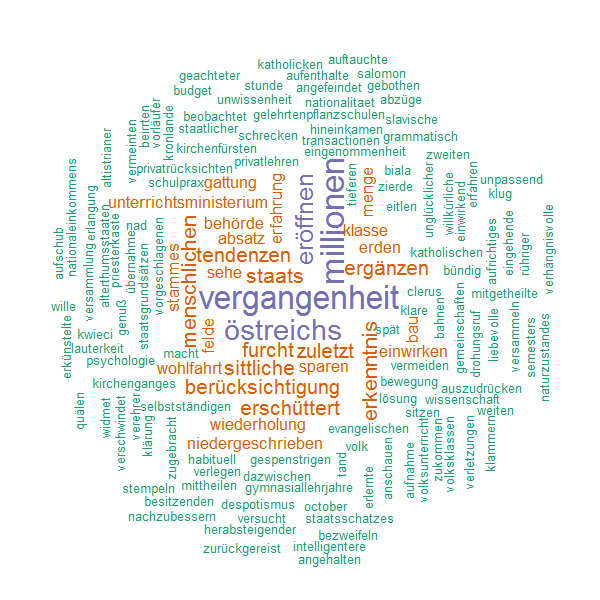 katholicken
auftauchte
geachteter
aufenthalte
salomon
budget
stunde
angefeindet
gebothen
unwissenheit
nationalitaet
abzüge
beobachtet
gelehrtenpflanzschulen
slavische
staatlicher
schrecken
hineinkamen
grammatisch
transactionen
kirchenfürsten
eingenommenheit
zweiten
privatrücksichten
privatlehren
biala
unpassend
schulprax
gattung
zierde
klug
unterrichtsministerium
eitlen
behörde
klasse
absatz
erden
katholischen
tendenzen
sehe
staats
ergänzen
bündig
vergangenheit
clerus
mitgetheilte
klare
östreichs
spät
furcht
zuletzt
einwirken
macht
wohlfahrt
sittliche
sparen
vermeiden
psychologie
lauterkeit
kwieci
wille
nad
genuß
kirchenganges
berücksichtigung
bewegung
auszudrücken
lösung
wissenschaft
selbstständigen
erschüttert
sitzen
weiten
wiederholung
evangelischen
niedergeschrieben
volk
habituell
gespenstrigen
verlegen
dazwischen
stempeln
mittheilen
gymnasiallehrjahre
besitzenden
despotismus
october
nachzubessern
versucht
staatsschatzes
herabsteigender
bezweifeln
zurückgereist
intelligentere
angehalten
altistrianer
vermeinten
beirrten
vorläufer
kronlande
aufschub
nationaleinkommens
versammlung
erlangung
alterthumsstaaten
priesterkaste
übernahme
staatsgrundsätzen
vorgeschlagenen
stammes
menschlichen
felde
erfahrung
eröffnen
millionen
tieferen
menge
unglücklicher
willkürliche
einwirkend
erfahren
aufrichtiges
eingehende
rühriger
verhängnisvolle
bau
bahnen
gemeinschaften
drohungsruf
liebevolle
versammeln
semesters
naturzustandes
erkenntnis
erkünstelte
quälen
widmet
verschwindet
verehrer
klärung
zugebracht
tand
erlernte
anschauen
aufnahme
volksunterricht
zukommen
volksklassen
verletzungen
klammern